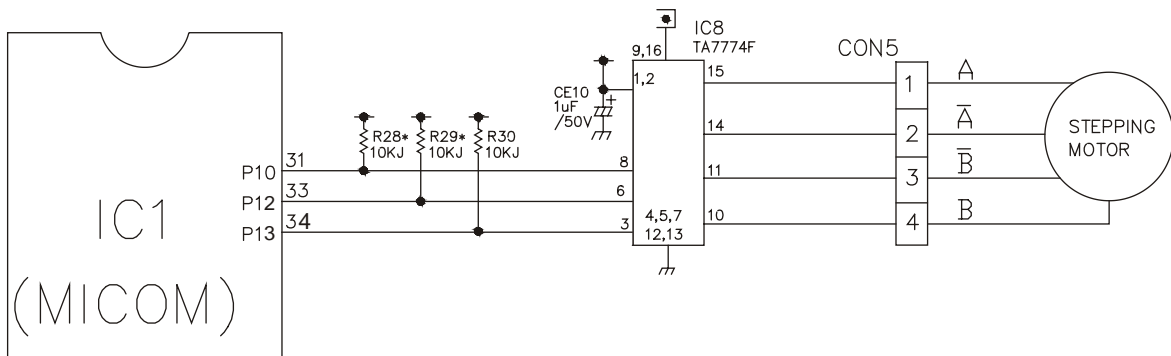 IC1
(MICOM)
P10
31
P12
33
P13
34
R28*
10KJ
R29*
10KJ
R30
10KJ
CE10
1uF
/50V
+
9,16
IC8
TA7774F
1,2
8
6
3
4,5,7
12,13
15
14
11
10
CON5
1
2
3
4
A
A̅
B̅
B
STEPPING
MOTOR